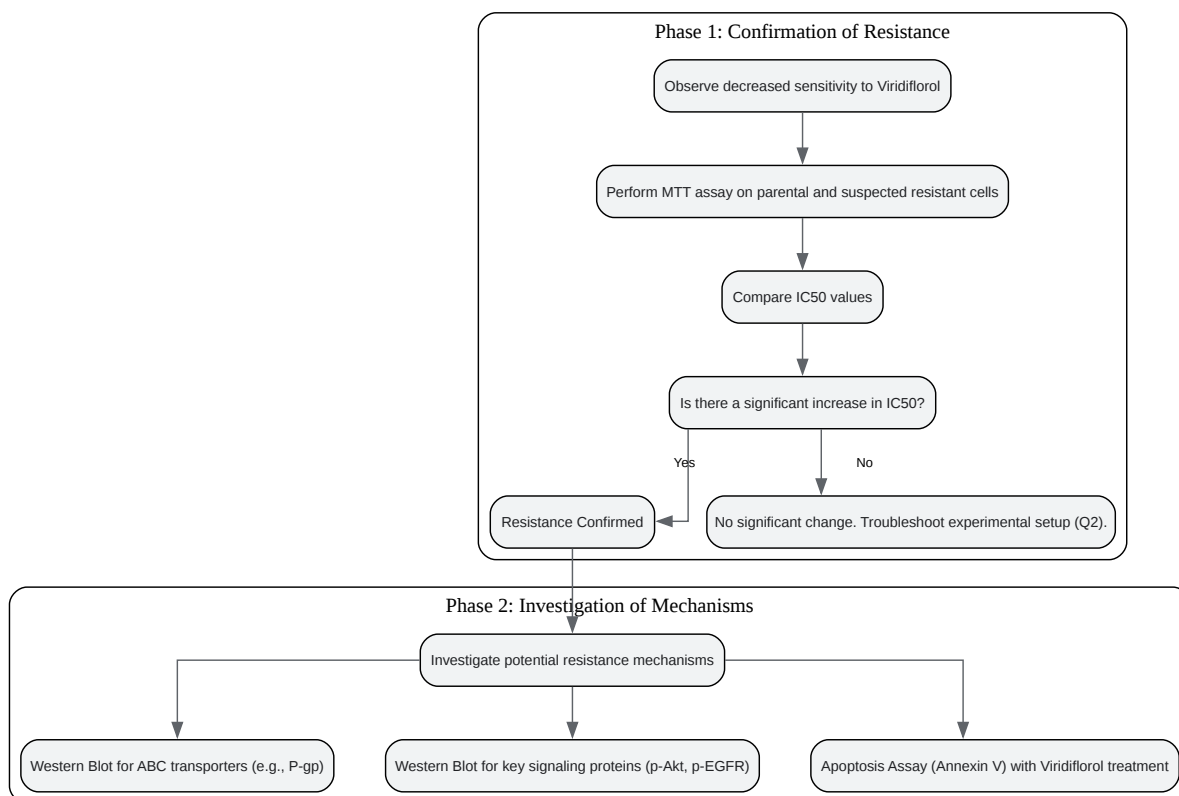 Phase 1: Confirmation of Resistance
Observe decreased sensitivity to Viridiflorol
Perform MTT assay on parental and suspected resistant cells
Compare IC50 values
Is there a significant increase in IC50?
Yes
No
Resistance Confirmed
No significant change. Troubleshoot experimental setup (Q2).
Phase 2: Investigation of Mechanisms
Investigate potential resistance mechanisms
Western Blot for ABC transporters (e.g., P-gp)
Western Blot for key signaling proteins (p-Akt, p-EGFR)
Apoptosis Assay (Annexin V) with Viridiflorol treatment